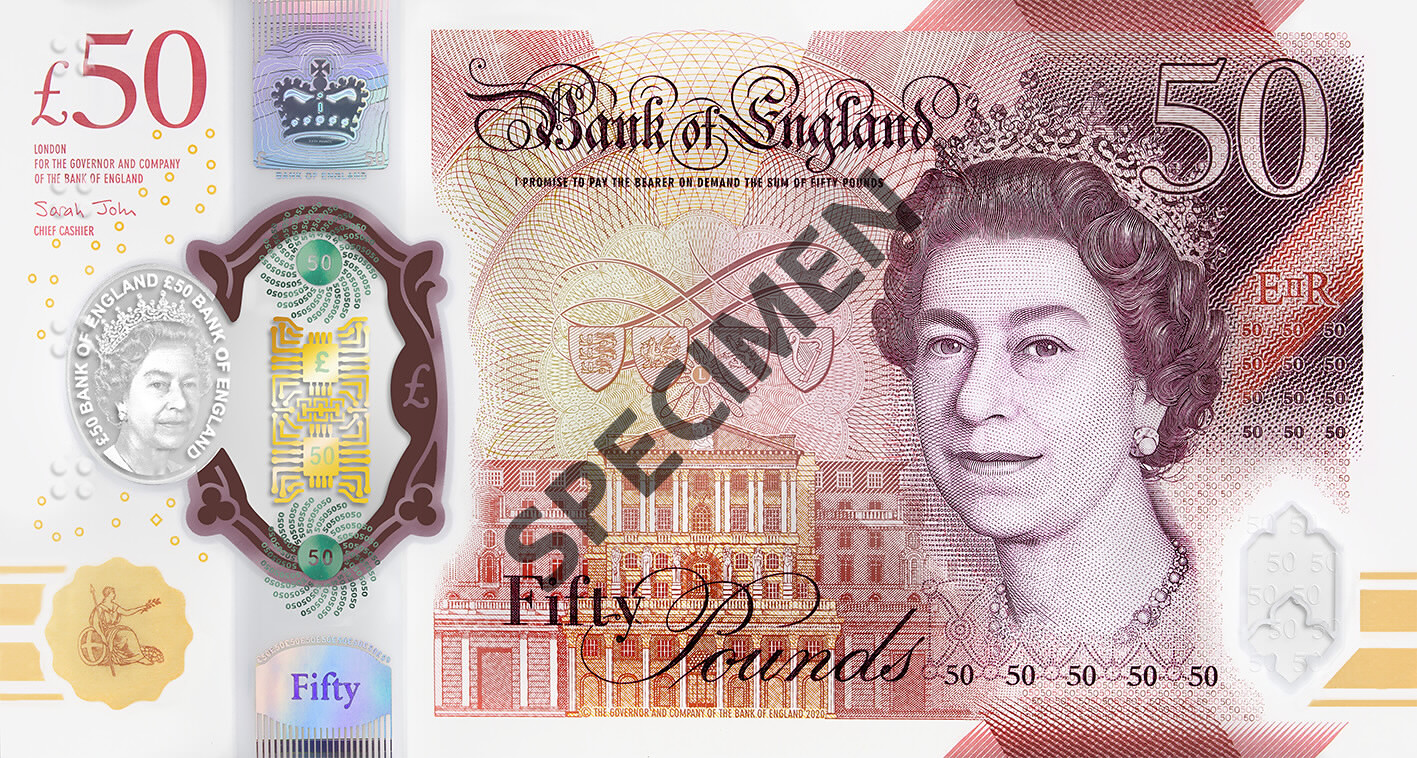 £50
LONDON
FOR THE GOVERNOR AND COMPANY
OF THE BANK OF ENGLAND
Sarah John
CHIEF CASHIER
BANK OF ENGLAND
£50 BANK OF ENGLAND £50 BANK OF ENGLAND
50
£
£
50
50
Fifty
Bank of England
I PROMISE TO PAY THE BEARER ON DEMAND THE SUM OF FIFTY POUNDS
SPECIMEN
Fifty
Pounds
© THE GOVERNOR AND COMPANY OF THE BANK OF ENGLAND 2020
50
EIIR
50 50 50
50 50 50
50 50 50
50 50 50
50 50 50 50 50